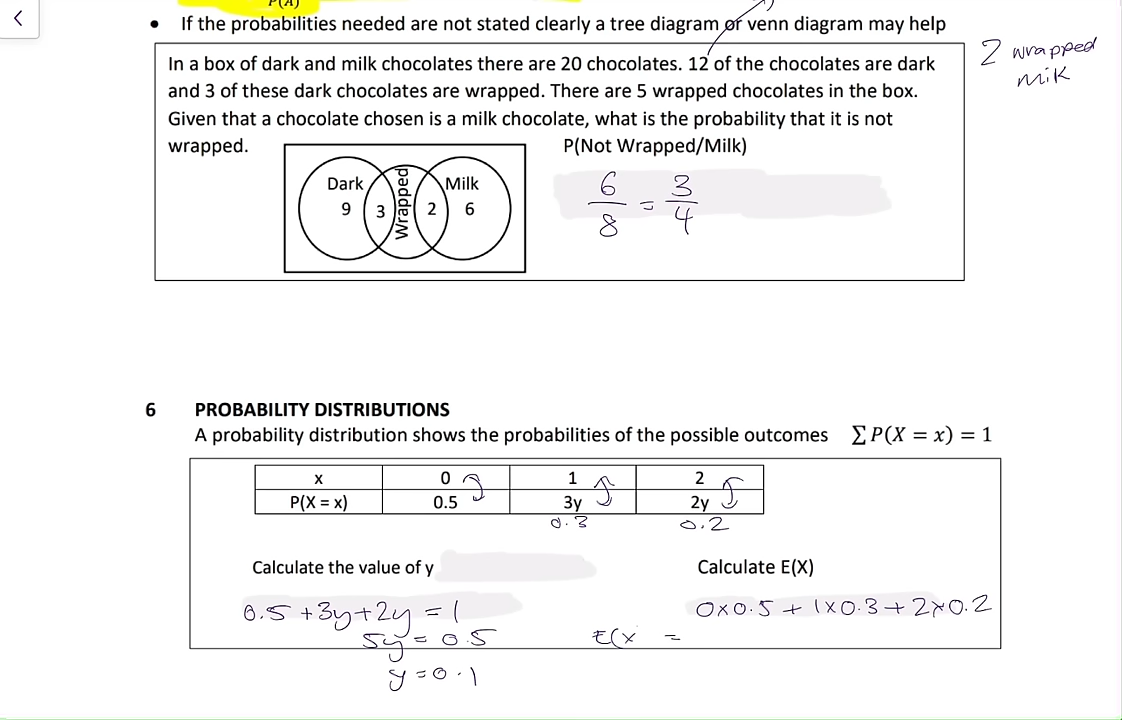 P(A)
• If the probabilities needed are not stated clearly a tree diagram or venn diagram may help
2 wrapped
milk
In a box of dark and milk chocolates there are 20 chocolates. 12 of the chocolates are dark
and 3 of these dark chocolates are wrapped. There are 5 wrapped chocolates in the box.
Given that a chocolate chosen is a milk chocolate, what is the probability that it is not
wrapped.
P(Not Wrapped/Milk)
Dark Wrapped Milk
9 3 2 6
6/8 = 3/4
6 PROBABILITY DISTRIBUTIONS
A probability distribution shows the probabilities of the possible outcomes ∑P(X = x) = 1
x 0 1 2
P(X = x) 0.5 3y 2y
0.3 0.2
Calculate the value of y
0.5 + 3y + 2y = 1
5y = 0.5
y = 0.1
Calculate E(X)
0x0.5 + 1x0.3 + 2x0.2
E(x =